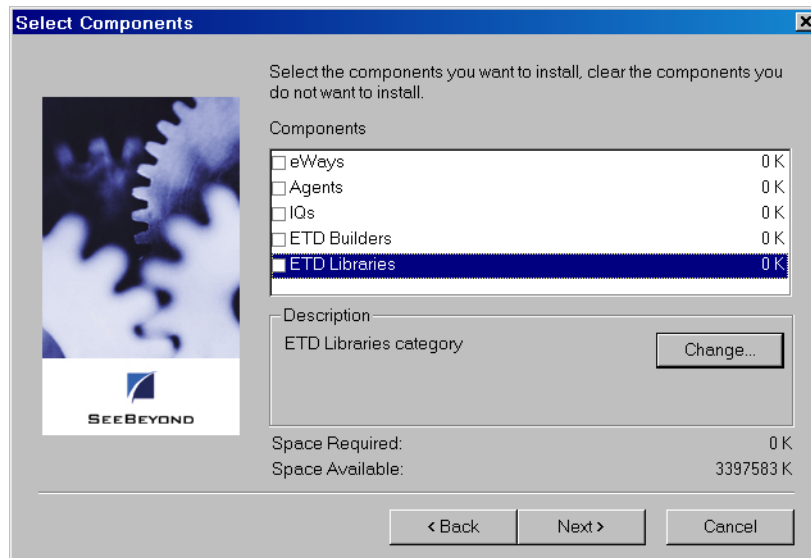 Select Components
Select the components you want to install, clear the components you
do not want to install.
Components
eWays 0 K
Agents 0 K
IQs 0 K
ETD Builders 0 K
ETD Libraries 0 K
Description
ETD Libraries category
Change...
SEEBEYOND
Space Required: 0 K
Space Available: 3397583 K
< Back
Next >
Cancel